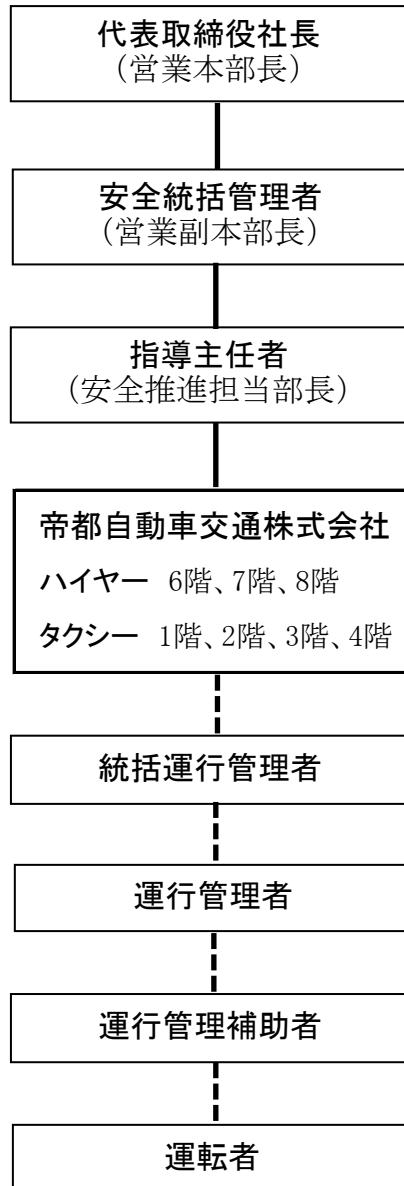 代表取締役社長
（営業本部長）
安全統括管理者
（営業副本部長）
指導主任者
（安全推進担当部長）
帝都自動車交通株式会社
ハイヤー 6階、7階、8階
タクシー 1階、2階、3階、4階
統括運行管理者
運行管理者
運行管理補助者
運転者